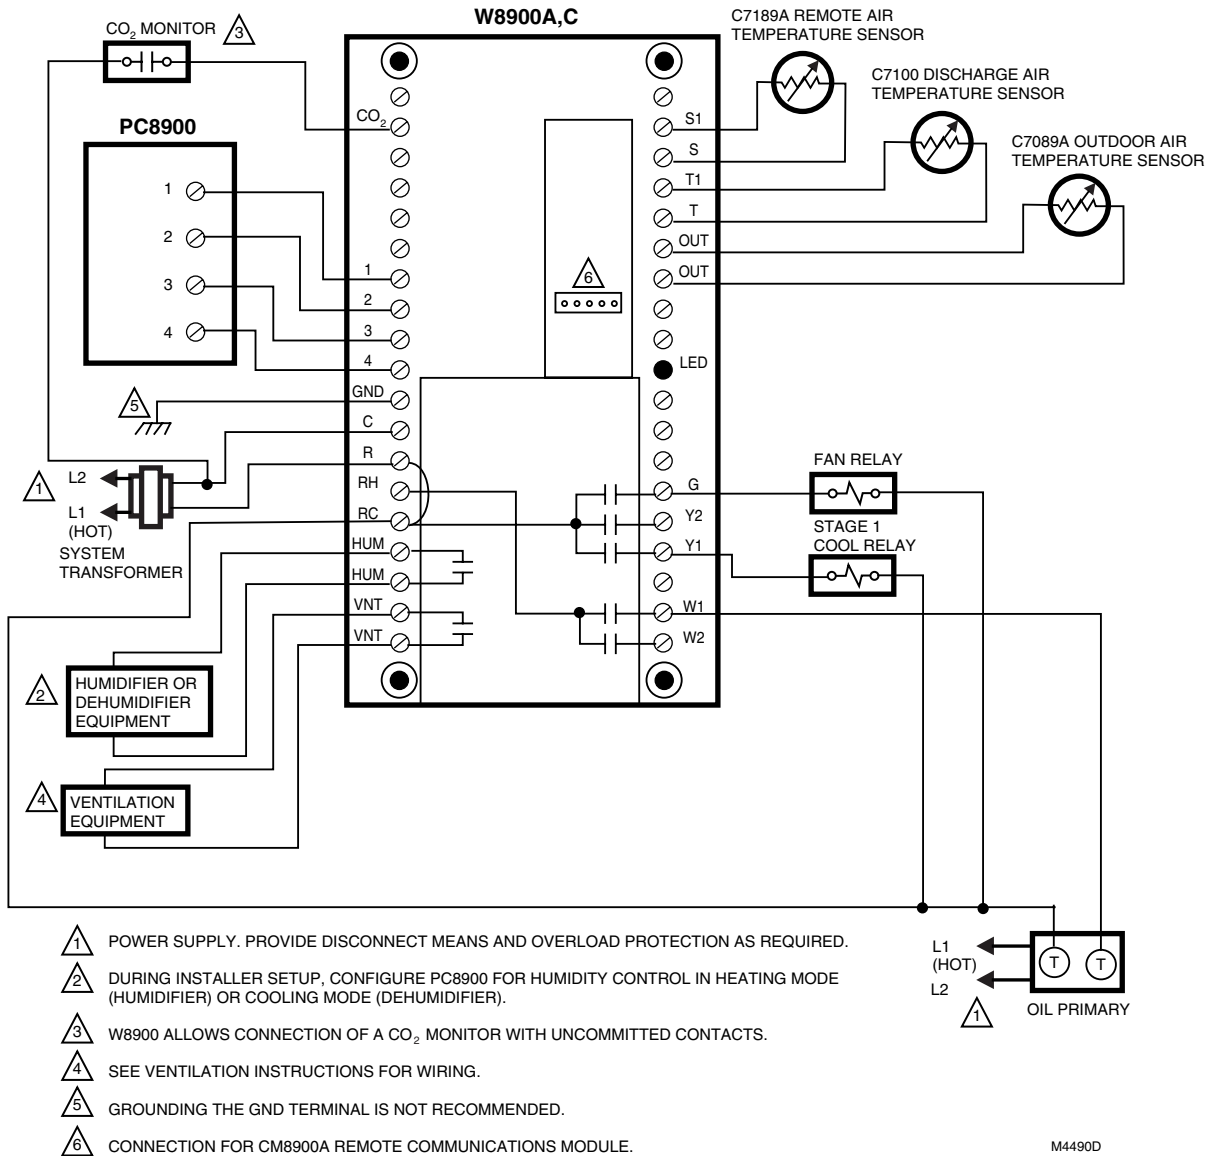 W8900A,C
CO2 MONITOR
3
C7189A REMOTE AIR
TEMPERATURE SENSOR
C7100 DISCHARGE AIR
TEMPERATURE SENSOR
C7089A OUTDOOR AIR
TEMPERATURE SENSOR
PC8900
1
2
3
4
CO2
1
2
3
4
GND
C
R
RH
RC
HUM
HUM
VNT
VNT
6
S1
S
T1
T
OUT
OUT
LED
G
Y2
Y1
W1
W2
5
1
L2
L1
(HOT)
SYSTEM
TRANSFORMER
FAN RELAY
STAGE 1
COOL RELAY
2
HUMIDIFIER OR
DEHUMIDIFIER
EQUIPMENT
4
VENTILATION
EQUIPMENT
L1
(HOT)
L2
1
T
T
OIL PRIMARY
1 POWER SUPPLY. PROVIDE DISCONNECT MEANS AND OVERLOAD PROTECTION AS REQUIRED.
2 DURING INSTALLER SETUP, CONFIGURE PC8900 FOR HUMIDITY CONTROL IN HEATING MODE
(HUMIDIFIER) OR COOLING MODE (DEHUMIDIFIER).
3 W8900 ALLOWS CONNECTION OF A CO2 MONITOR WITH UNCOMMITTED CONTACTS.
4 SEE VENTILATION INSTRUCTIONS FOR WIRING.
5 GROUNDING THE GND TERMINAL IS NOT RECOMMENDED.
6 CONNECTION FOR CM8900A REMOTE COMMUNICATIONS MODULE.
M4490D